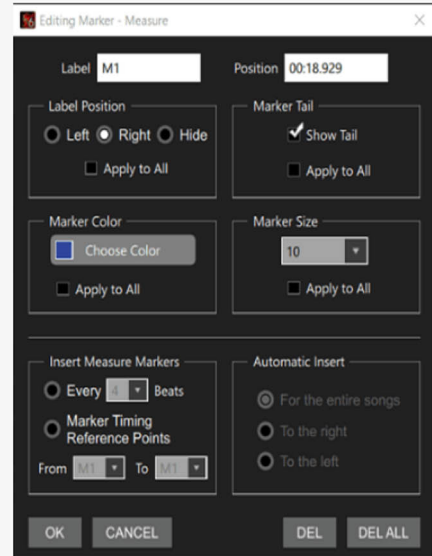 Editing Marker - Measure
Label M1 Position 00:18.929
Label Position
Left Right Hide
Apply to All
Marker Tail
Show Tail
Apply to All
Marker Color
Choose Color
Apply to All
Marker Size
10
Apply to All
Insert Measure Markers
Every 4 Beats
Marker Timing
Reference Points
From M1 To M1
Automatic Insert
For the entire songs
To the right
To the left
OK CANCEL DEL DEL ALL